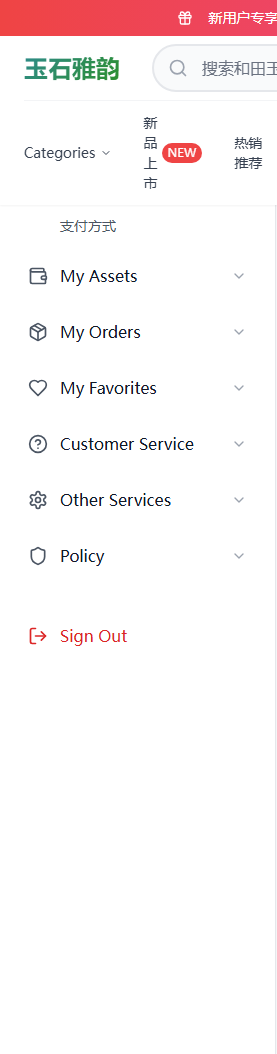 新用户专享
玉石雅韵
搜索和田玉
Categories
新品上市
NEW
热销推荐
支付方式
My Assets
My Orders
My Favorites
Customer Service
Other Services
Policy
Sign Out